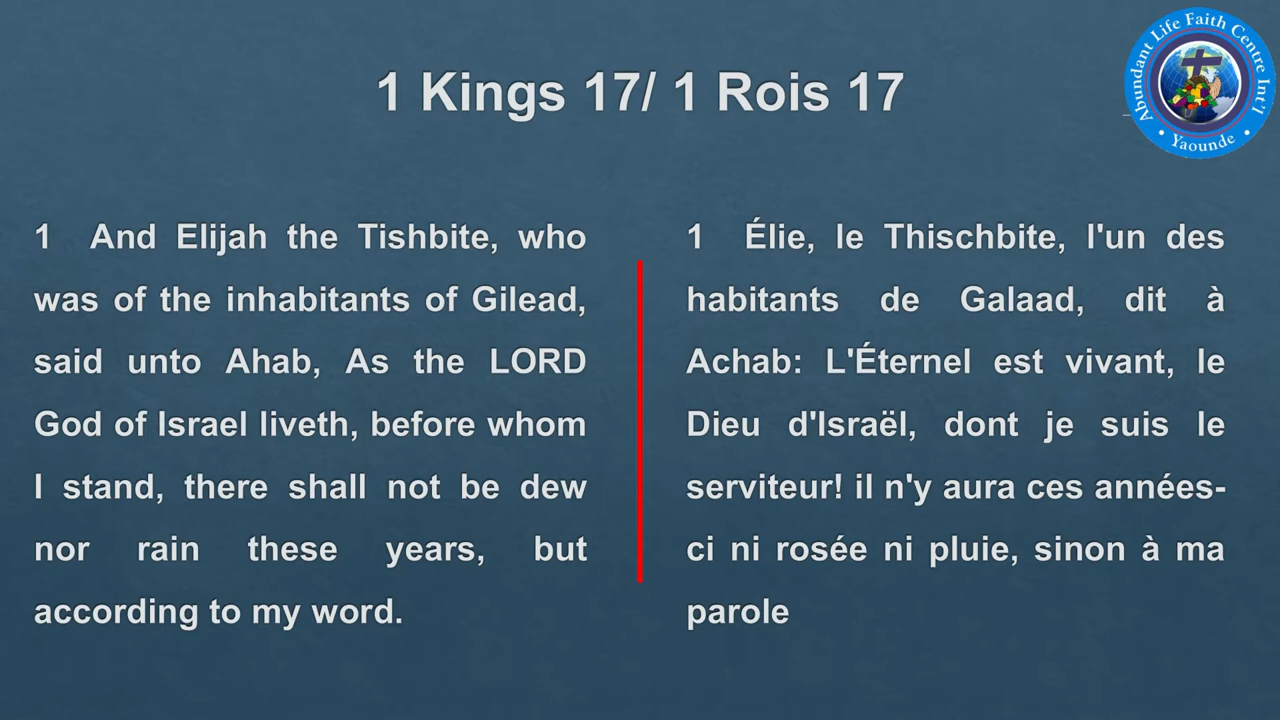 1 Kings 17/ 1 Rois 17
Abundant Life Faith Centre Int'l
• Yaounde •
1 And Elijah the Tishbite, who
was of the inhabitants of Gilead,
said unto Ahab, As the LORD
God of Israel liveth, before whom
I stand, there shall not be dew
nor rain these years, but
according to my word.
1 Élie, le Thischbite, l'un des
habitants de Galaad, dit à
Achab: L'Éternel est vivant, le
Dieu d'Israël, dont je suis le
serviteur! il n'y aura ces années-
ci ni rosée ni pluie, sinon à ma
parole